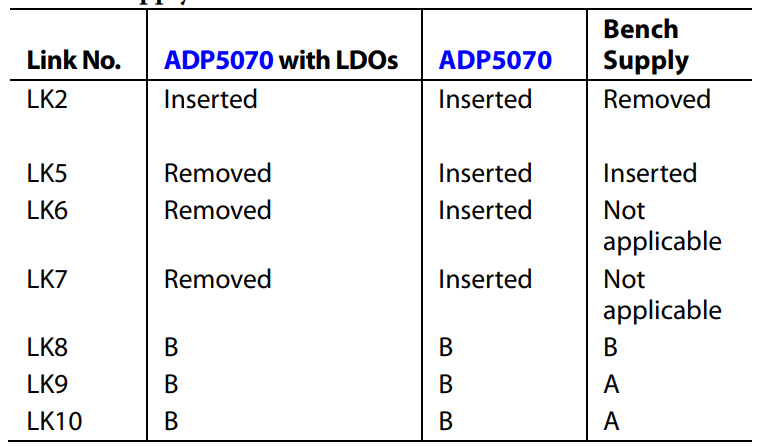 Link No. ADP5070 with LDOs ADP5070 Bench Supply
LK2 Inserted Inserted Removed
LK5 Removed Inserted Inserted
LK6 Removed Inserted Not applicable
LK7 Removed Inserted Not applicable
LK8 B B B
LK9 B B A
LK10 B B A